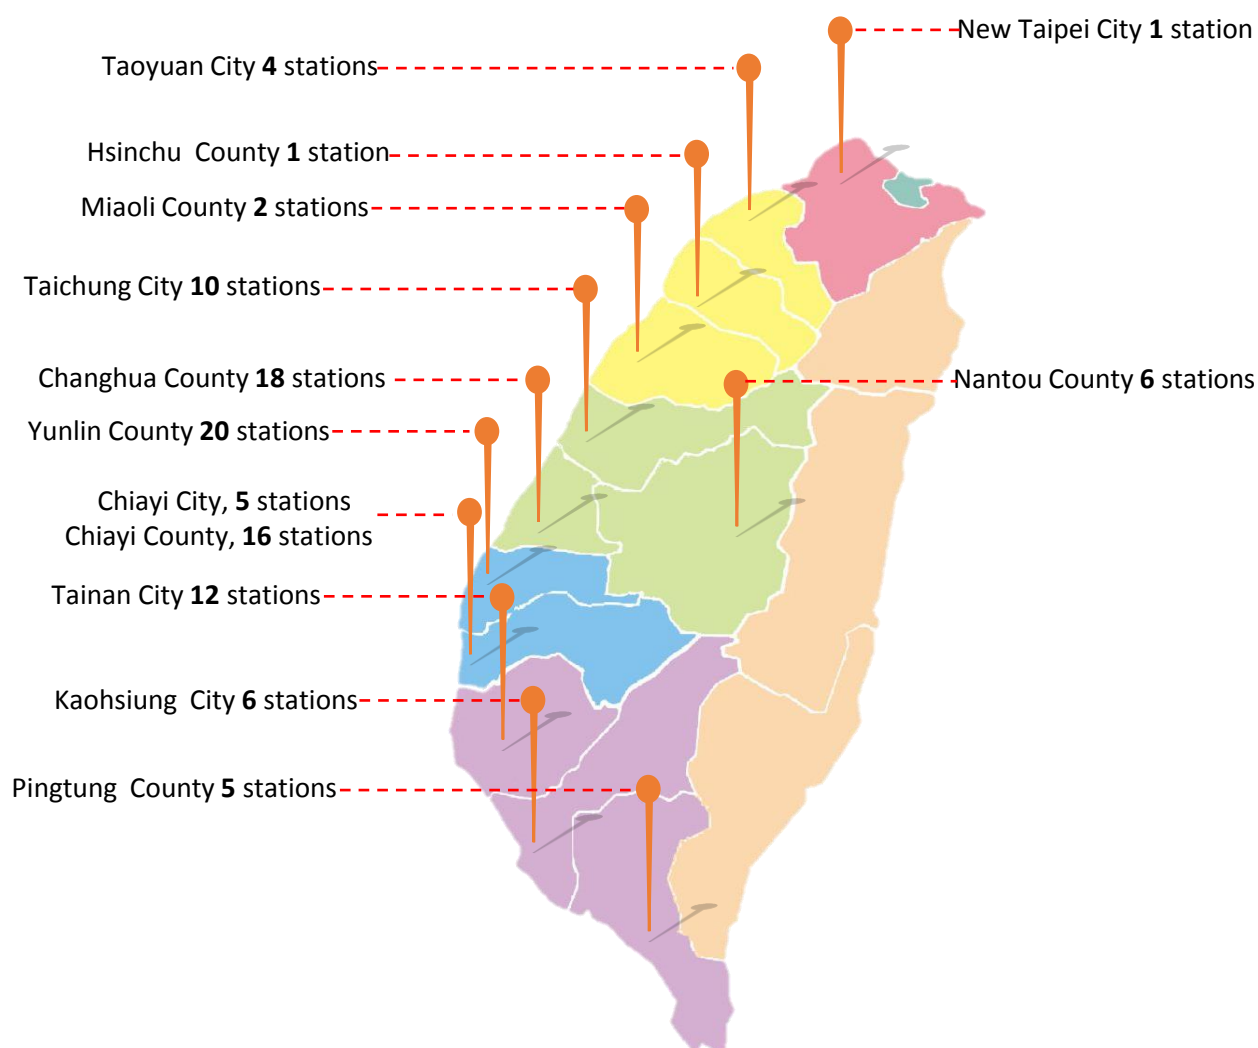 New Taipei City 1 station
Taoyuan City 4 stations
Hsinchu County 1 station
Miaoli County 2 stations
Taichung City 10 stations
Changhua County 18 stations
Nantou County 6 stations
Yunlin County 20 stations
Chiayi City, 5 stations
Chiayi County, 16 stations
Tainan City 12 stations
Kaohsiung City 6 stations
Pingtung County 5 stations